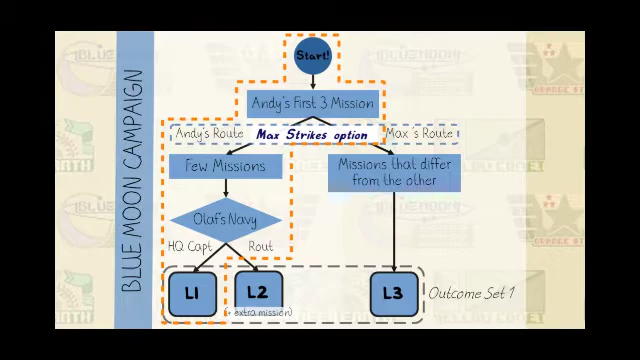 BLUE MOON CAMPAIGN
Start!
Andy's First 3 Mission
Andy's Route
Max Strikes option
Max's Route
Few Missions
Missions that differ
from the other
Olaf's Navy
HQ Capt
Rout
L1
L2
L3
Outcome Set 1
(+ extra mission)